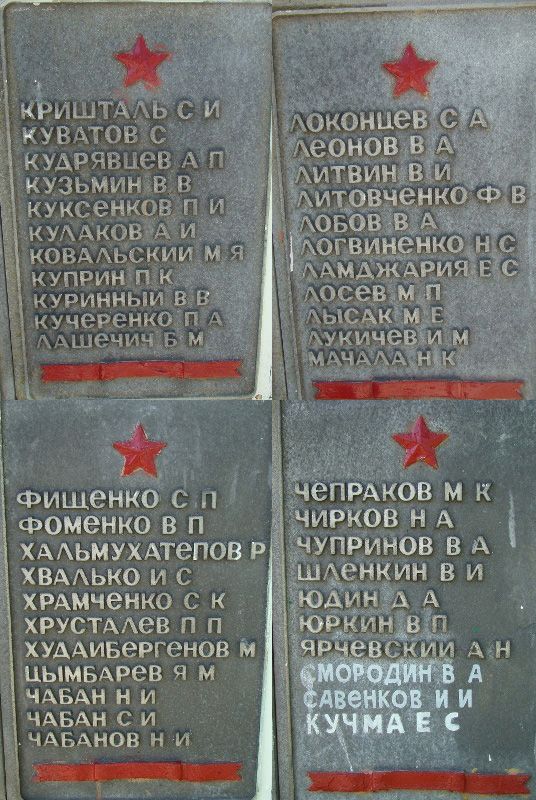 КРИШТАЛЬ С И
КУВАТОВ С
КУДРЯВЦЕВ А П
КУЗЬМИН В В
КУКСЕНКОВ П И
КУЛАКОВ А И
КОВАЛЬСКИЙ М Я
КУПРИН П К
КУРИННЫЙ В В
КУЧЕРЕНКО П А
ЛАШЕЧИЧ Б М
ЛОКОНЦЕВ С А
ЛЕОНОВ В А
ЛИТВИН В И
ЛИТОВЧЕНКО Ф В
ЛОБОВ В А
ЛОГВИНЕНКО Н С
ЛАМДЖАРИЯ Е С
ЛОСЕВ М П
ЛЫСАК М Е
ЛУКИЧЕВ И М
МАЧАЛА Н К
ФИЩЕНКО С П
ФОМЕНКО В П
ХАЛЬМУХАТЕПОВ Р
ХВАЛЬКО И С
ХРАМЧЕНКО С К
ХРУСТАЛЕВ П П
ХУДАИБЕРГЕНОВ М
ЦЫМБАРЕВ Я М
ЧАБАН Н И
ЧАБАН С И
ЧАБАНОВ Н И
ЧЕПРАКОВ М К
ЧИРКОВ Н А
ЧУПРИНОВ В А
ШЛЕНКИН В И
ЮДИН Д А
ЮРКИН В П
ЯРЧЕВСКИЙ А Н
СМОРОДИН В А
САВЕНКОВ И И
КУЧМА Е С